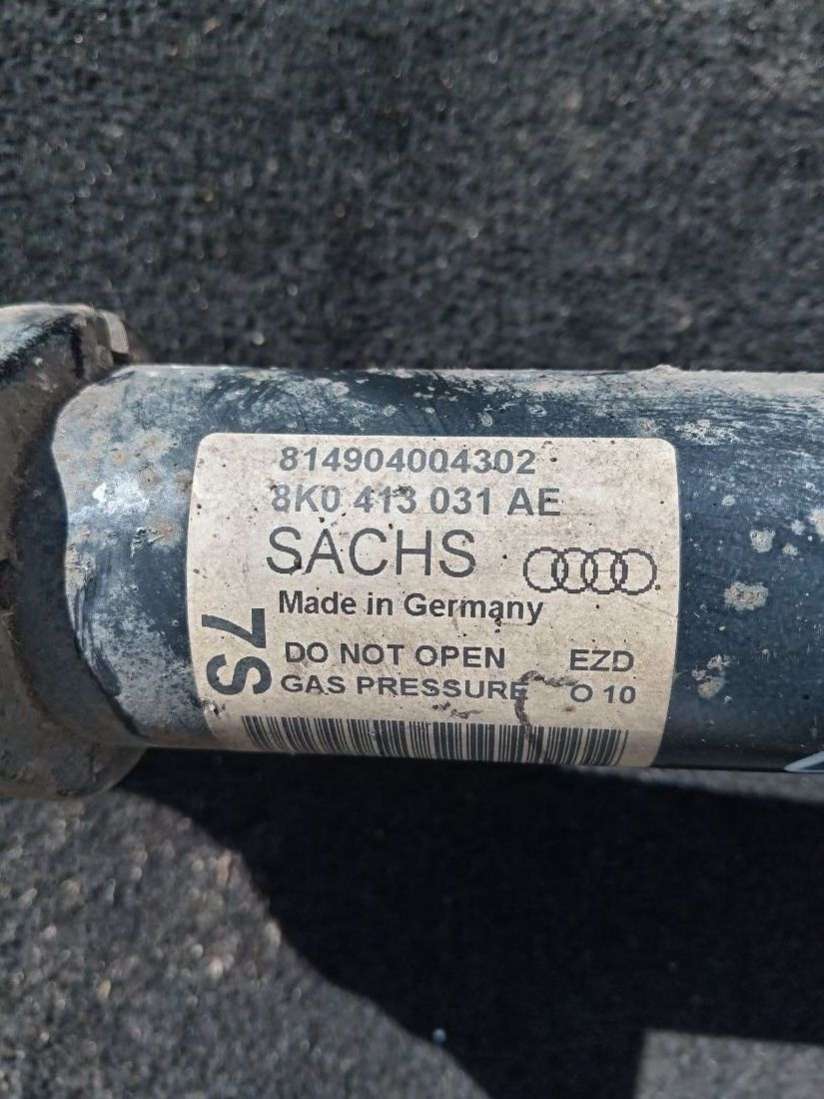 814904004302
8K0 413 031 AE
SACHS
Made in Germany
7S
DO NOT OPEN EZD
GAS PRESSURE O 10